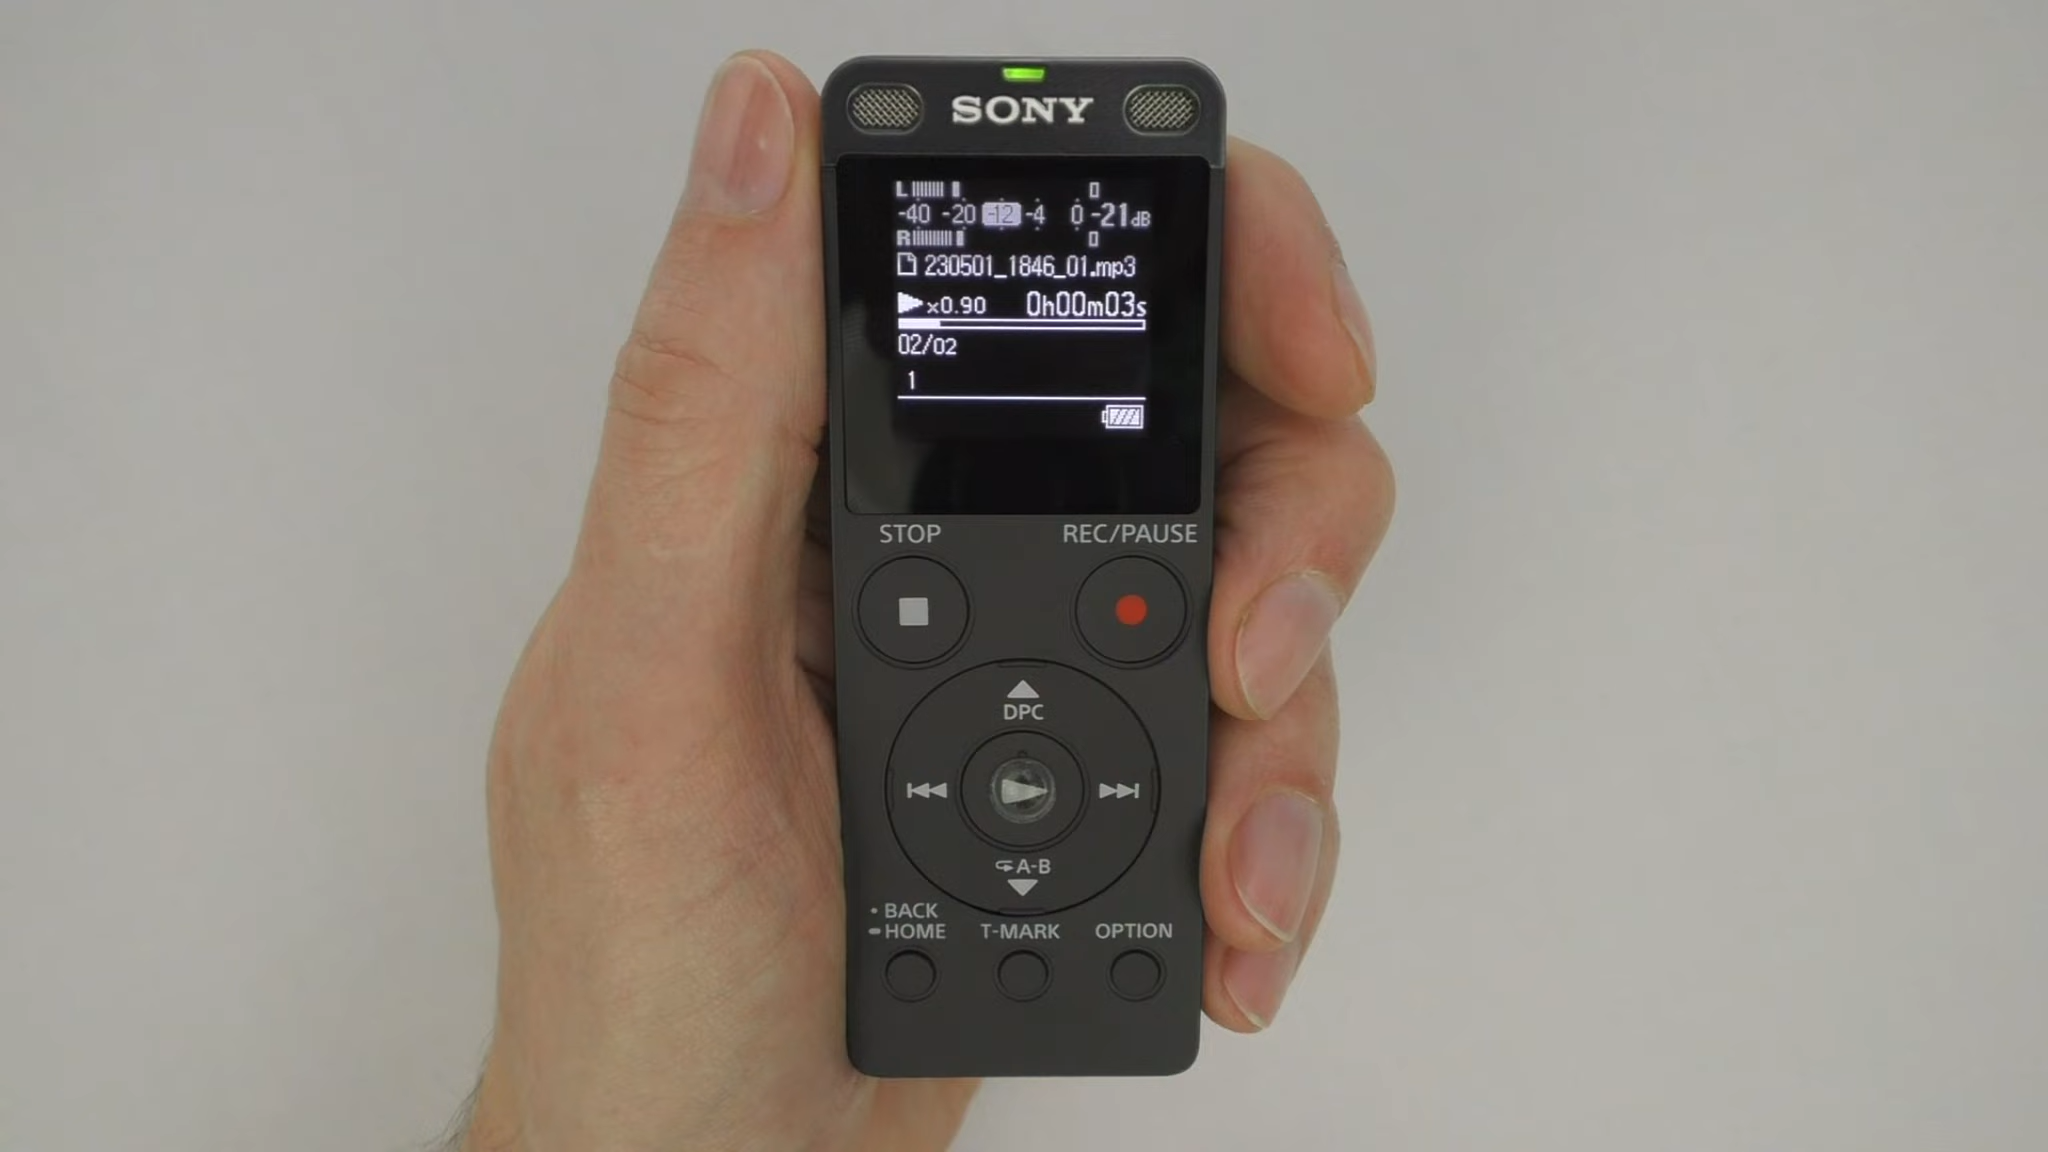 SONY
L
-40 -20 -12 -4 0 -21dB
R
230501_1846_01.mp3
x0.90 0h00m03s
02/02
1
STOP REC/PAUSE
DPC
A-B
BACK
HOME T-MARK OPTION